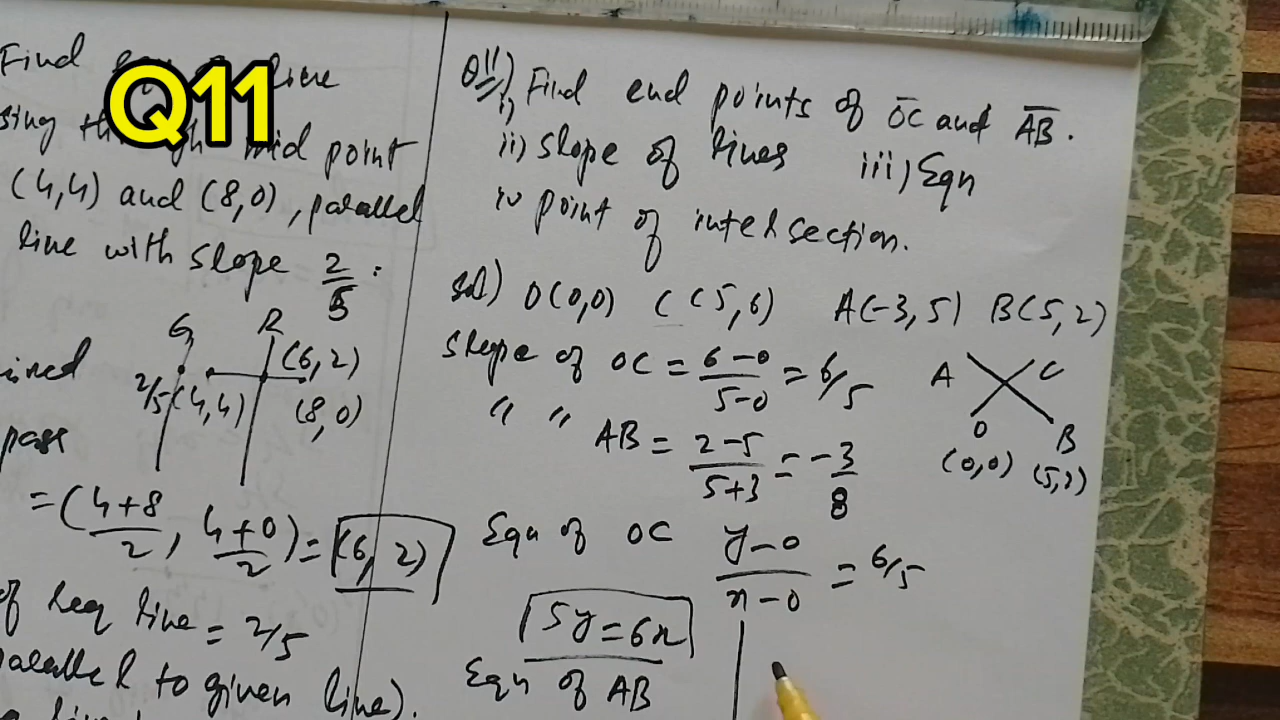 Q11
Find line
sing through mid point
(4,4) and (8,0), parallel
line with slope 2/5 :
G R
ired
(6,2)
2/5 (4,4) (8,0)
pass
= (4+8/2, 4+0/2) = (6, 2)
of req line = 2/5
parallel to given line).
Q11) i) Find end points of OC and AB.
ii) slope of lines iii) Eqn
iv point of intersection.
Sol) O(0,0) C(5,6) A(-3,5) B(5,2)
Slope of OC = 6-0/5-0 = 6/5
" " AB = 2-5/5+3 = -3/8
A C
O B
(0,0) (5,2)
Eqn of OC y-0/x-0 = 6/5
5y = 6x
Eqn of AB